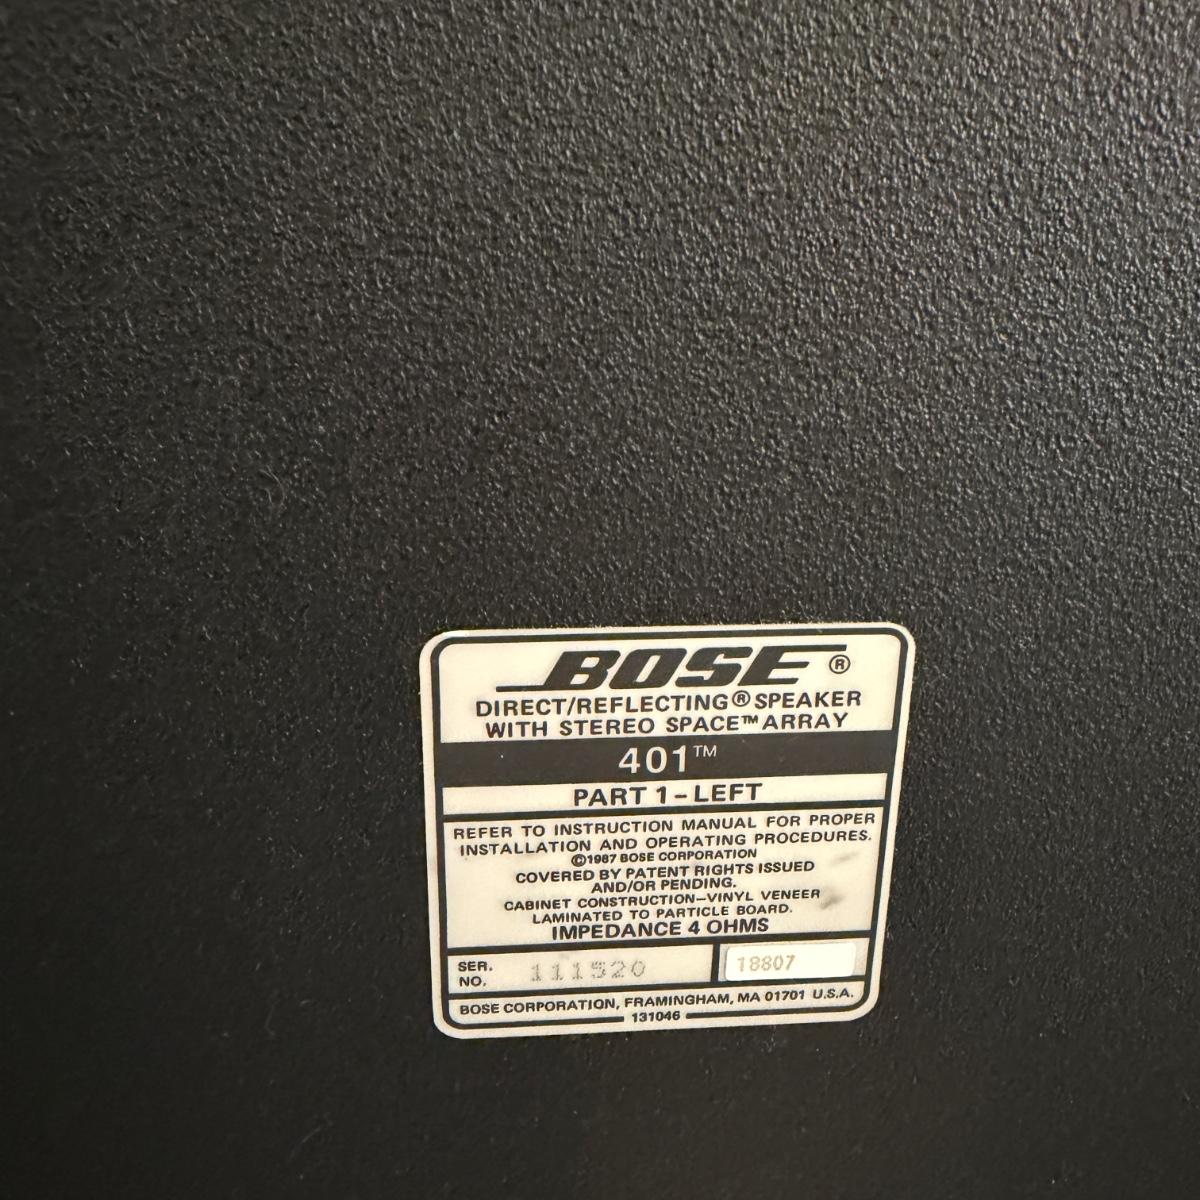 BOSE®
DIRECT/REFLECTING® SPEAKER
WITH STEREO SPACE™ ARRAY
401™
PART 1-LEFT
REFER TO INSTRUCTION MANUAL FOR PROPER
INSTALLATION AND OPERATING PROCEDURES.
©1987 BOSE CORPORATION
COVERED BY PATENT RIGHTS ISSUED
AND/OR PENDING.
CABINET CONSTRUCTION-VINYL VENEER
LAMINATED TO PARTICLE BOARD.
IMPEDANCE 4 OHMS
SER. NO. 111520 18807
BOSE CORPORATION, FRAMINGHAM, MA 01701 U.S.A.
131046